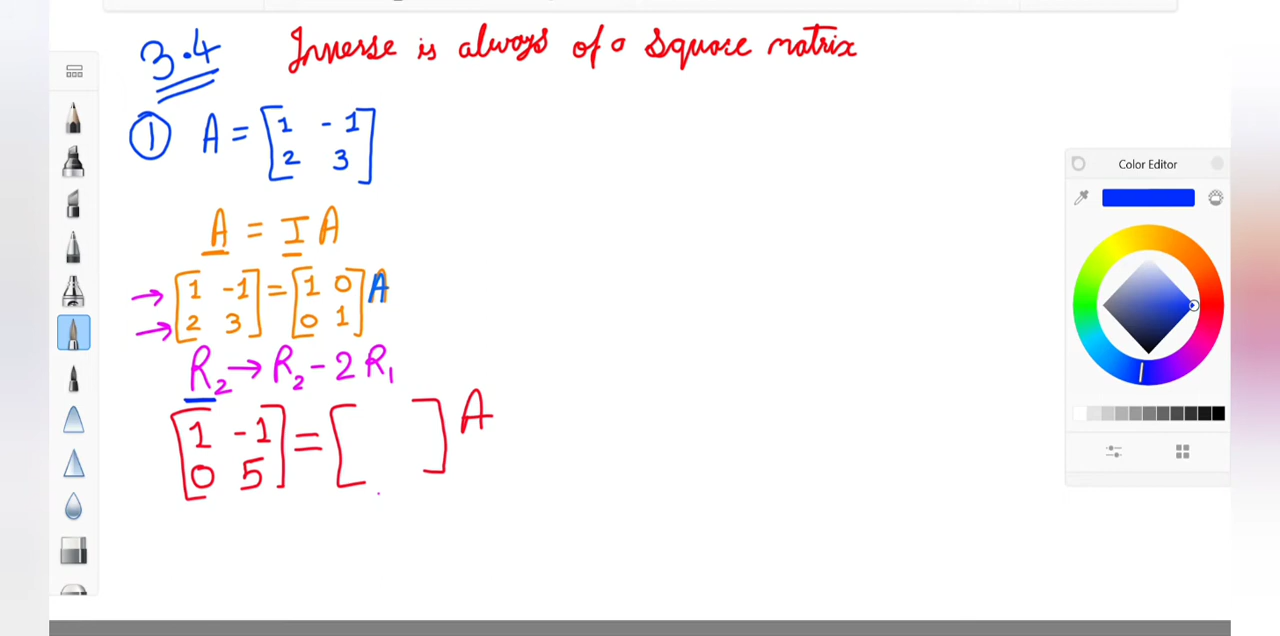 3.4 Inverse is always of a square matrix
① A = [1 -1
2 3]
A = I A
→ [1 -1 = [1 0 A
→ 2 3] 0 1]
R₂ → R₂ - 2 R₁
[1 -1 = [ ] A
0 5]
Color Editor